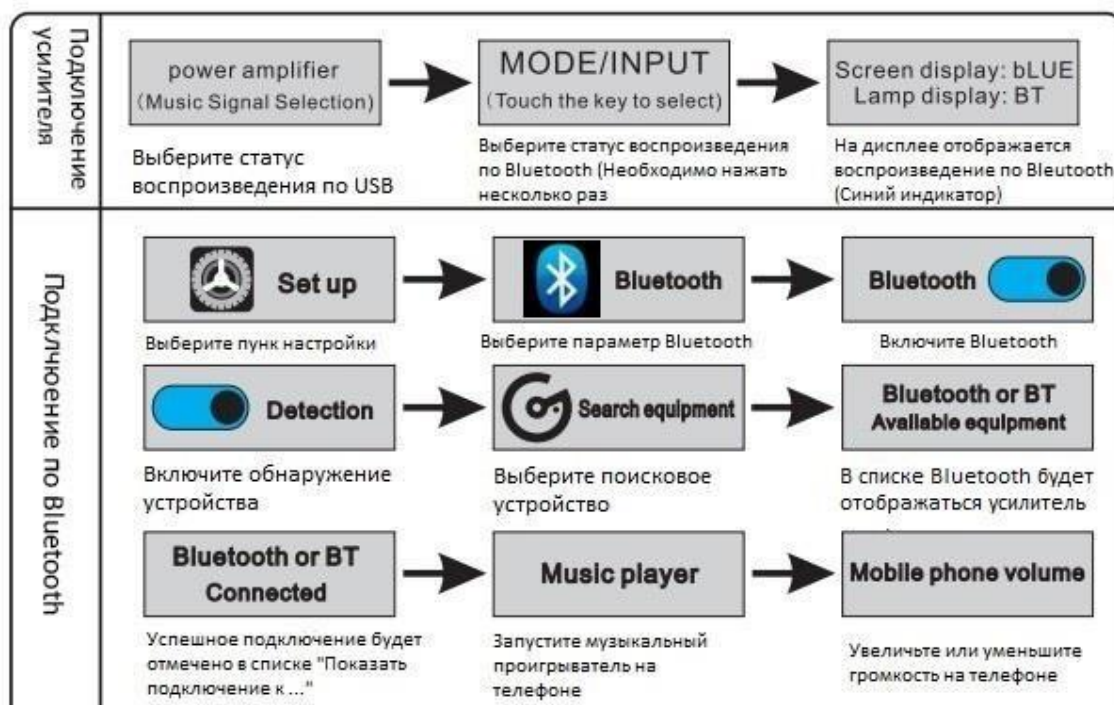 Подключение
усилителя
power amplifier
(Music Signal Selection)
Выберите статус
воспроизведения по USB
MODE/INPUT
(Touch the key to select)
Выберите статус воспроизведения
по Bluetooth (Необходимо нажать
несколько раз
Screen display: bLUE
Lamp display: BT
На дисплее отображается
воспроизведение по Bleutooth
(Синий индикатор)
Подклчюение по Bluetooth
Set up
Выберите пунк настройки
Bluetooth
Выберите параметр Bluetooth
Bluetooth
Включите Bluetooth
Detection
Включите обнаружение
устройства
Search equipment
Выберите поисковое
устройство
Bluetooth or BT
Available equipment
В списке Bluetooth будет
отображаться усилитель
Bluetooth or BT
Connected
Успешное подключение будет
отмечено в списке "Показать
подключение к ..."
Music player
Запустите музыкальный
проигрыватель на
телефоне
Mobile phone volume
Увеличьте или уменьшите
громкость на телефоне